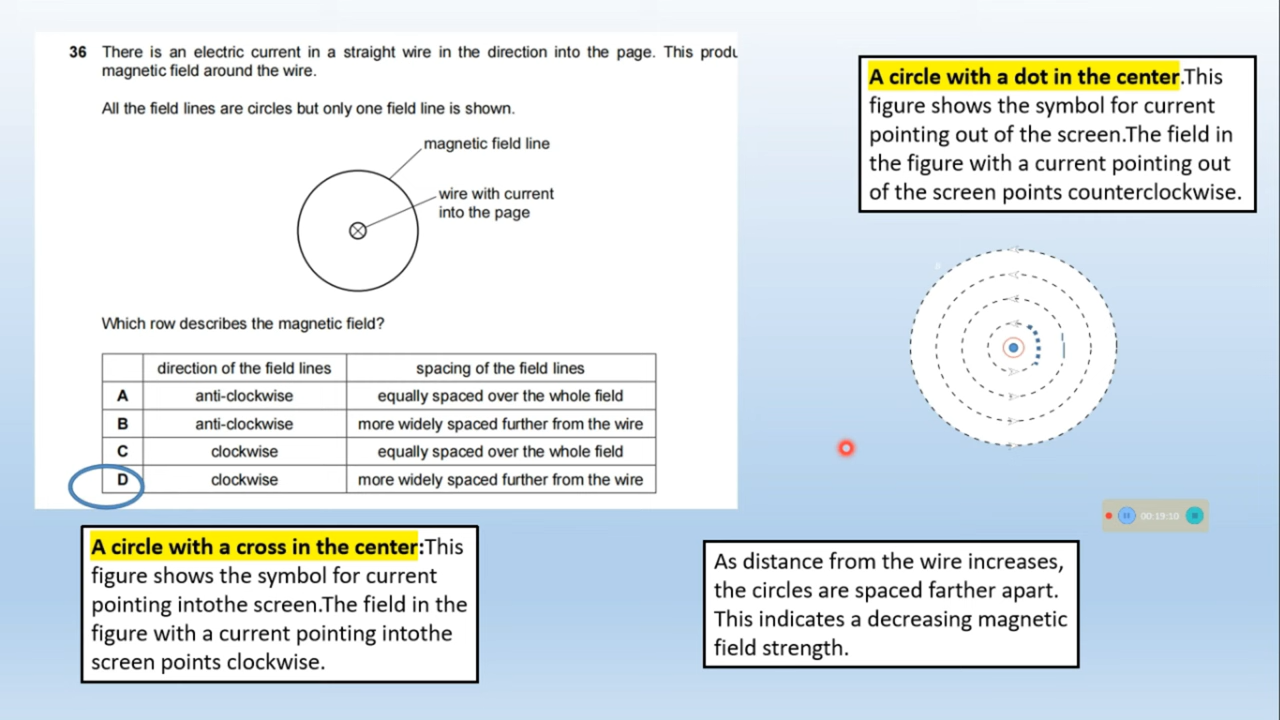 36 There is an electric current in a straight wire in the direction into the page. This produ
magnetic field around the wire.
All the field lines are circles but only one field line is shown.
magnetic field line
wire with current
into the page
Which row describes the magnetic field?
direction of the field lines spacing of the field lines
A anti-clockwise equally spaced over the whole field
B anti-clockwise more widely spaced further from the wire
C clockwise equally spaced over the whole field
D clockwise more widely spaced further from the wire
A circle with a dot in the center.This
figure shows the symbol for current
pointing out of the screen.The field in
the figure with a current pointing out
of the screen points counterclockwise.
00:19:10
A circle with a cross in the center:This
figure shows the symbol for current
pointing intothe screen.The field in the
figure with a current pointing intothe
screen points clockwise.
As distance from the wire increases,
the circles are spaced farther apart.
This indicates a decreasing magnetic
field strength.